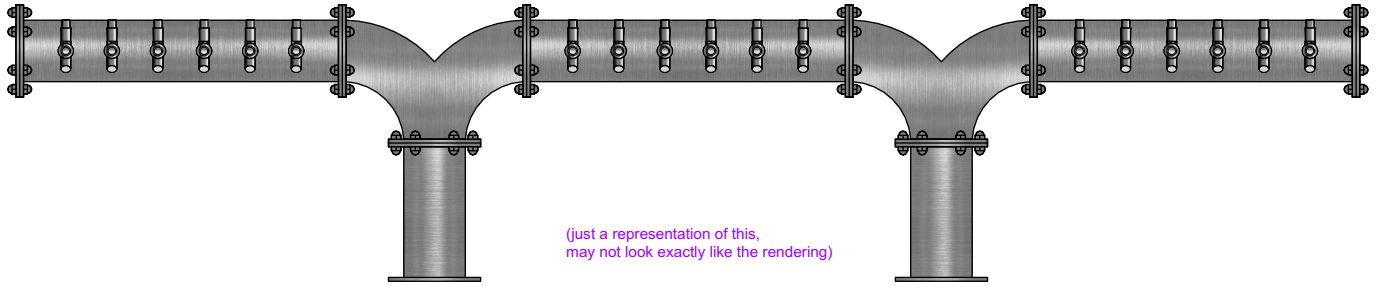 (just a representation of this,
may not look exactly like the rendering)